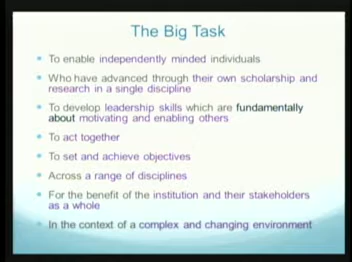 The Big Task
To enable independently minded individuals
Who have advanced through their own scholarship and
research in a single discipline
To develop leadership skills which are fundamentally
about motivating and enabling others
To act together
To set and achieve objectives
Across a range of disciplines
For the benefit of the institution and their stakeholders
as a whole
In the context of a complex and changing environment